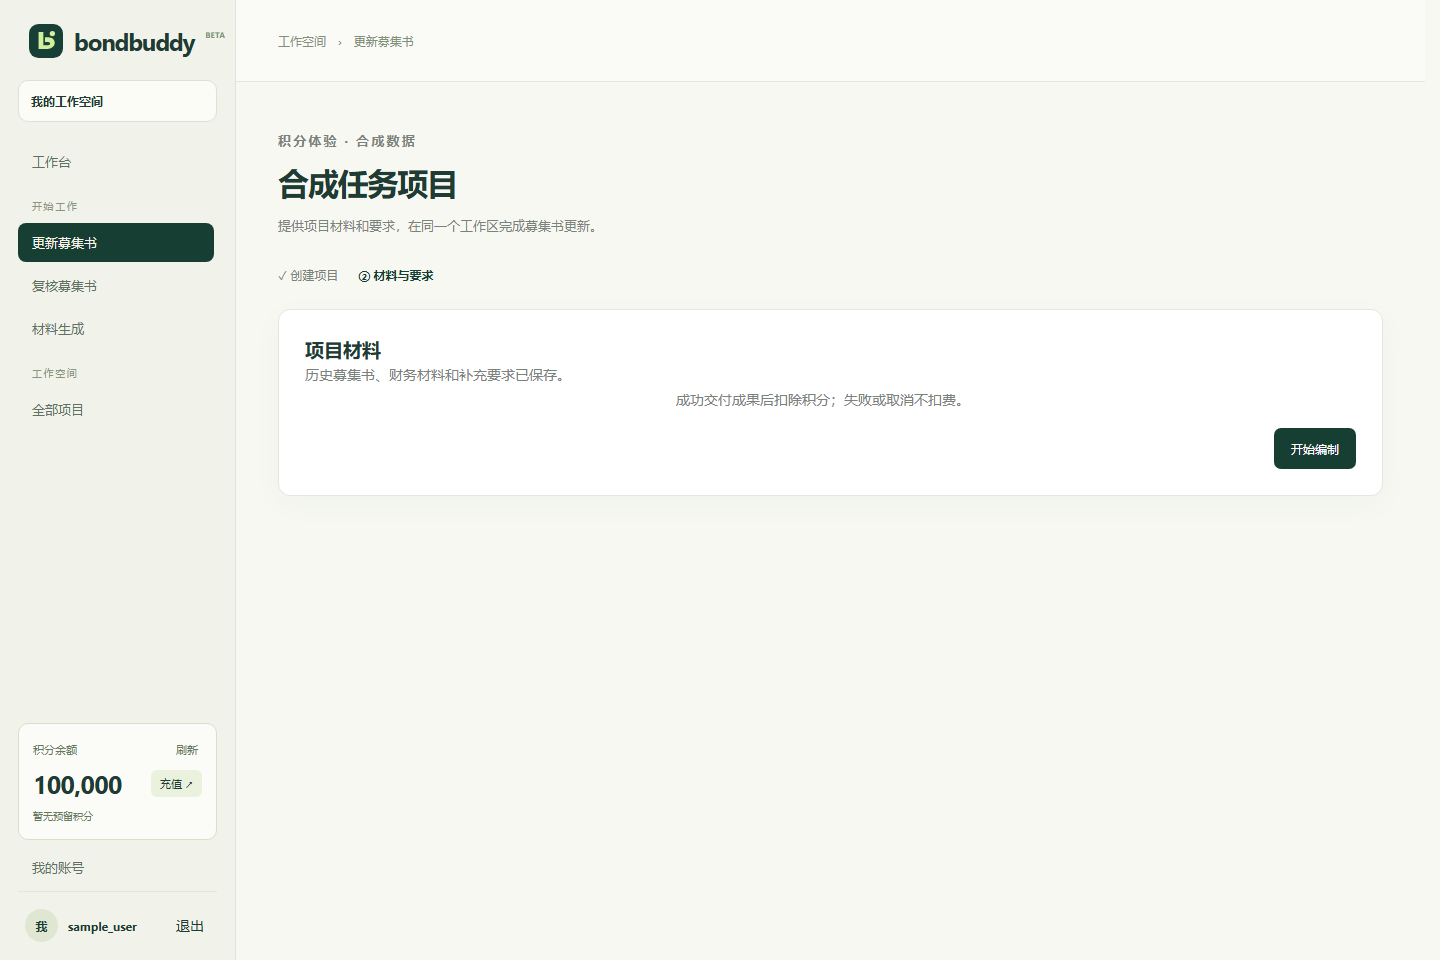 bondbuddy BETA
我的工作空间
工作台
开始工作
更新募集书
复核募集书
材料生成
工作空间
全部项目
积分余额 刷新
100,000 充值 ↗
暂无预留积分
我的账号
我 sample_user 退出
工作空间 › 更新募集书
积分体验 · 合成数据
合成任务项目
提供项目材料和要求，在同一个工作区完成募集书更新。
✓ 创建项目 ② 材料与要求
项目材料
历史募集书、财务材料和补充要求已保存。
成功交付成果后扣除积分；失败或取消不扣费。
开始编制